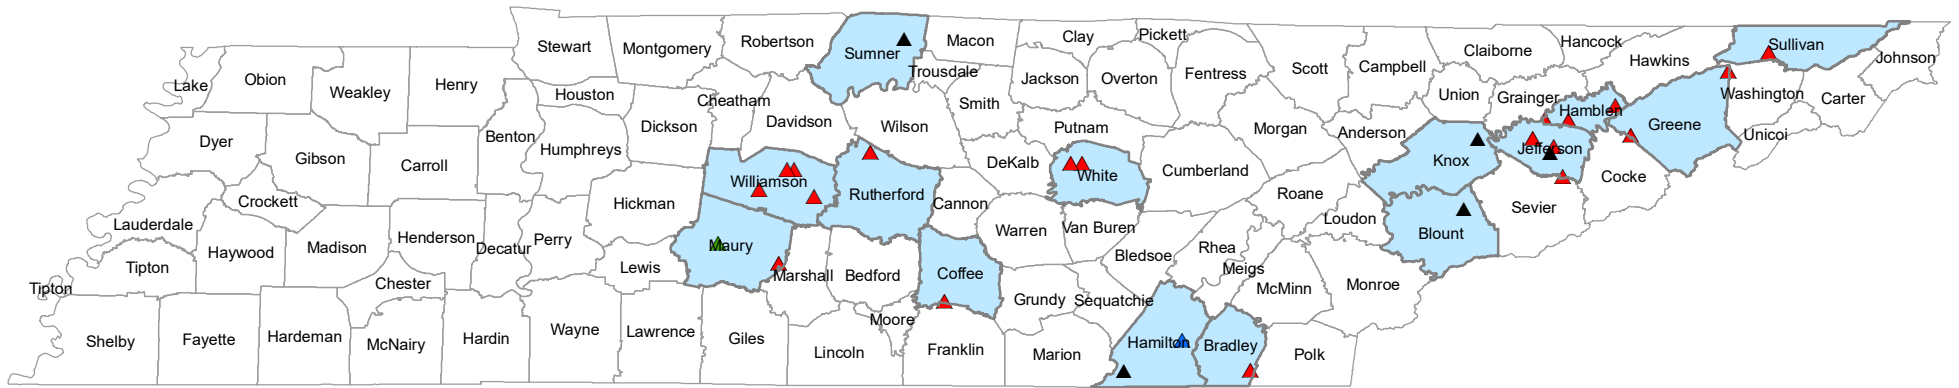 Stewart
Montgomery
Robertson
Sumner
Macon
Trousdale
Clay
Pickett
Jackson
Overton
Fentress
Scott
Campbell
Claiborne
Hancock
Hawkins
Sullivan
Johnson
Lake
Obion
Weakley
Henry
Houston
Cheatham
Smith
Union
Grainger
Hamblen
Washington
Carter
Unicoi
Greene
Dyer
Gibson
Carroll
Benton
Humphreys
Dickson
Davidson
Wilson
Putnam
DeKalb
Morgan
Anderson
Knox
Jefferson
Cocke
Sevier
Crockett
Lauderdale
Haywood
Madison
Henderson
Decatur
Perry
Hickman
Williamson
Rutherford
Cannon
White
Cumberland
Roane
Loudon
Blount
Tipton
Tipton
Chester
Lewis
Maury
Marshall
Bedford
Coffee
Warren
Van Buren
Bledsoe
Rhea
Meigs
McMinn
Monroe
Shelby
Fayette
Hardeman
McNairy
Hardin
Wayne
Lawrence
Giles
Lincoln
Moore
Franklin
Grundy
Sequatchie
Marion
Hamilton
Bradley
Polk